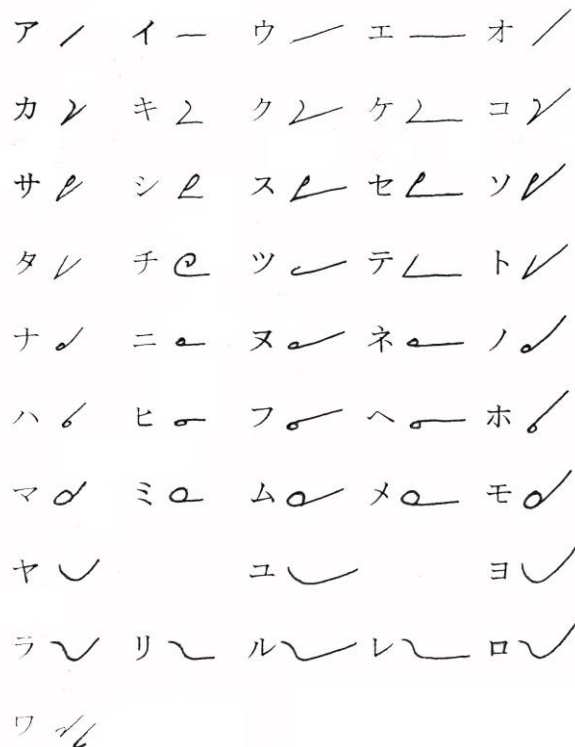 ア イ ウ エ オ
カ キ ク ケ コ
サ シ ス セ ソ
タ チ ツ テ ト
ナ ニ ヌ ネ ノ
ハ ヒ フ ヘ ホ
マ ミ ム メ モ
ヤ ユ ヨ
ラ リ ル レ ロ
ワ